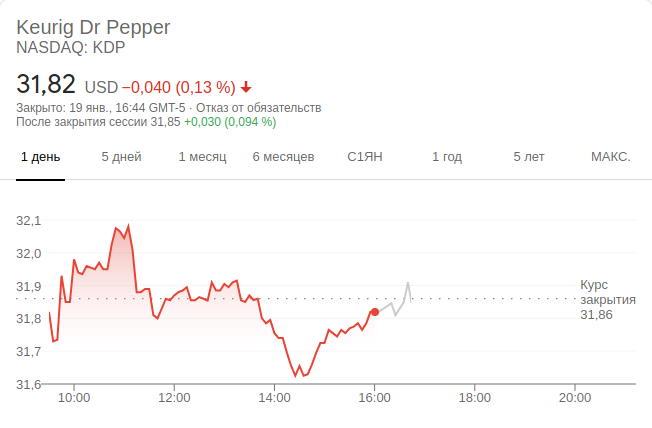 Keurig Dr Pepper
NASDAQ: KDP
31,82 USD −0,040 (0,13 %)
Закрыто: 19 янв., 16:44 GMT-5 · Отказ от обязательств
После закрытия сессии 31,85 +0,030 (0,094 %)
1 день 5 дней 1 месяц 6 месяцев С1ЯН 1 год 5 лет МАКС.
32,1
32,0
31,9
31,8
31,7
31,6
Курс
закрытия
31,86
10:00 12:00 14:00 16:00 18:00 20:00